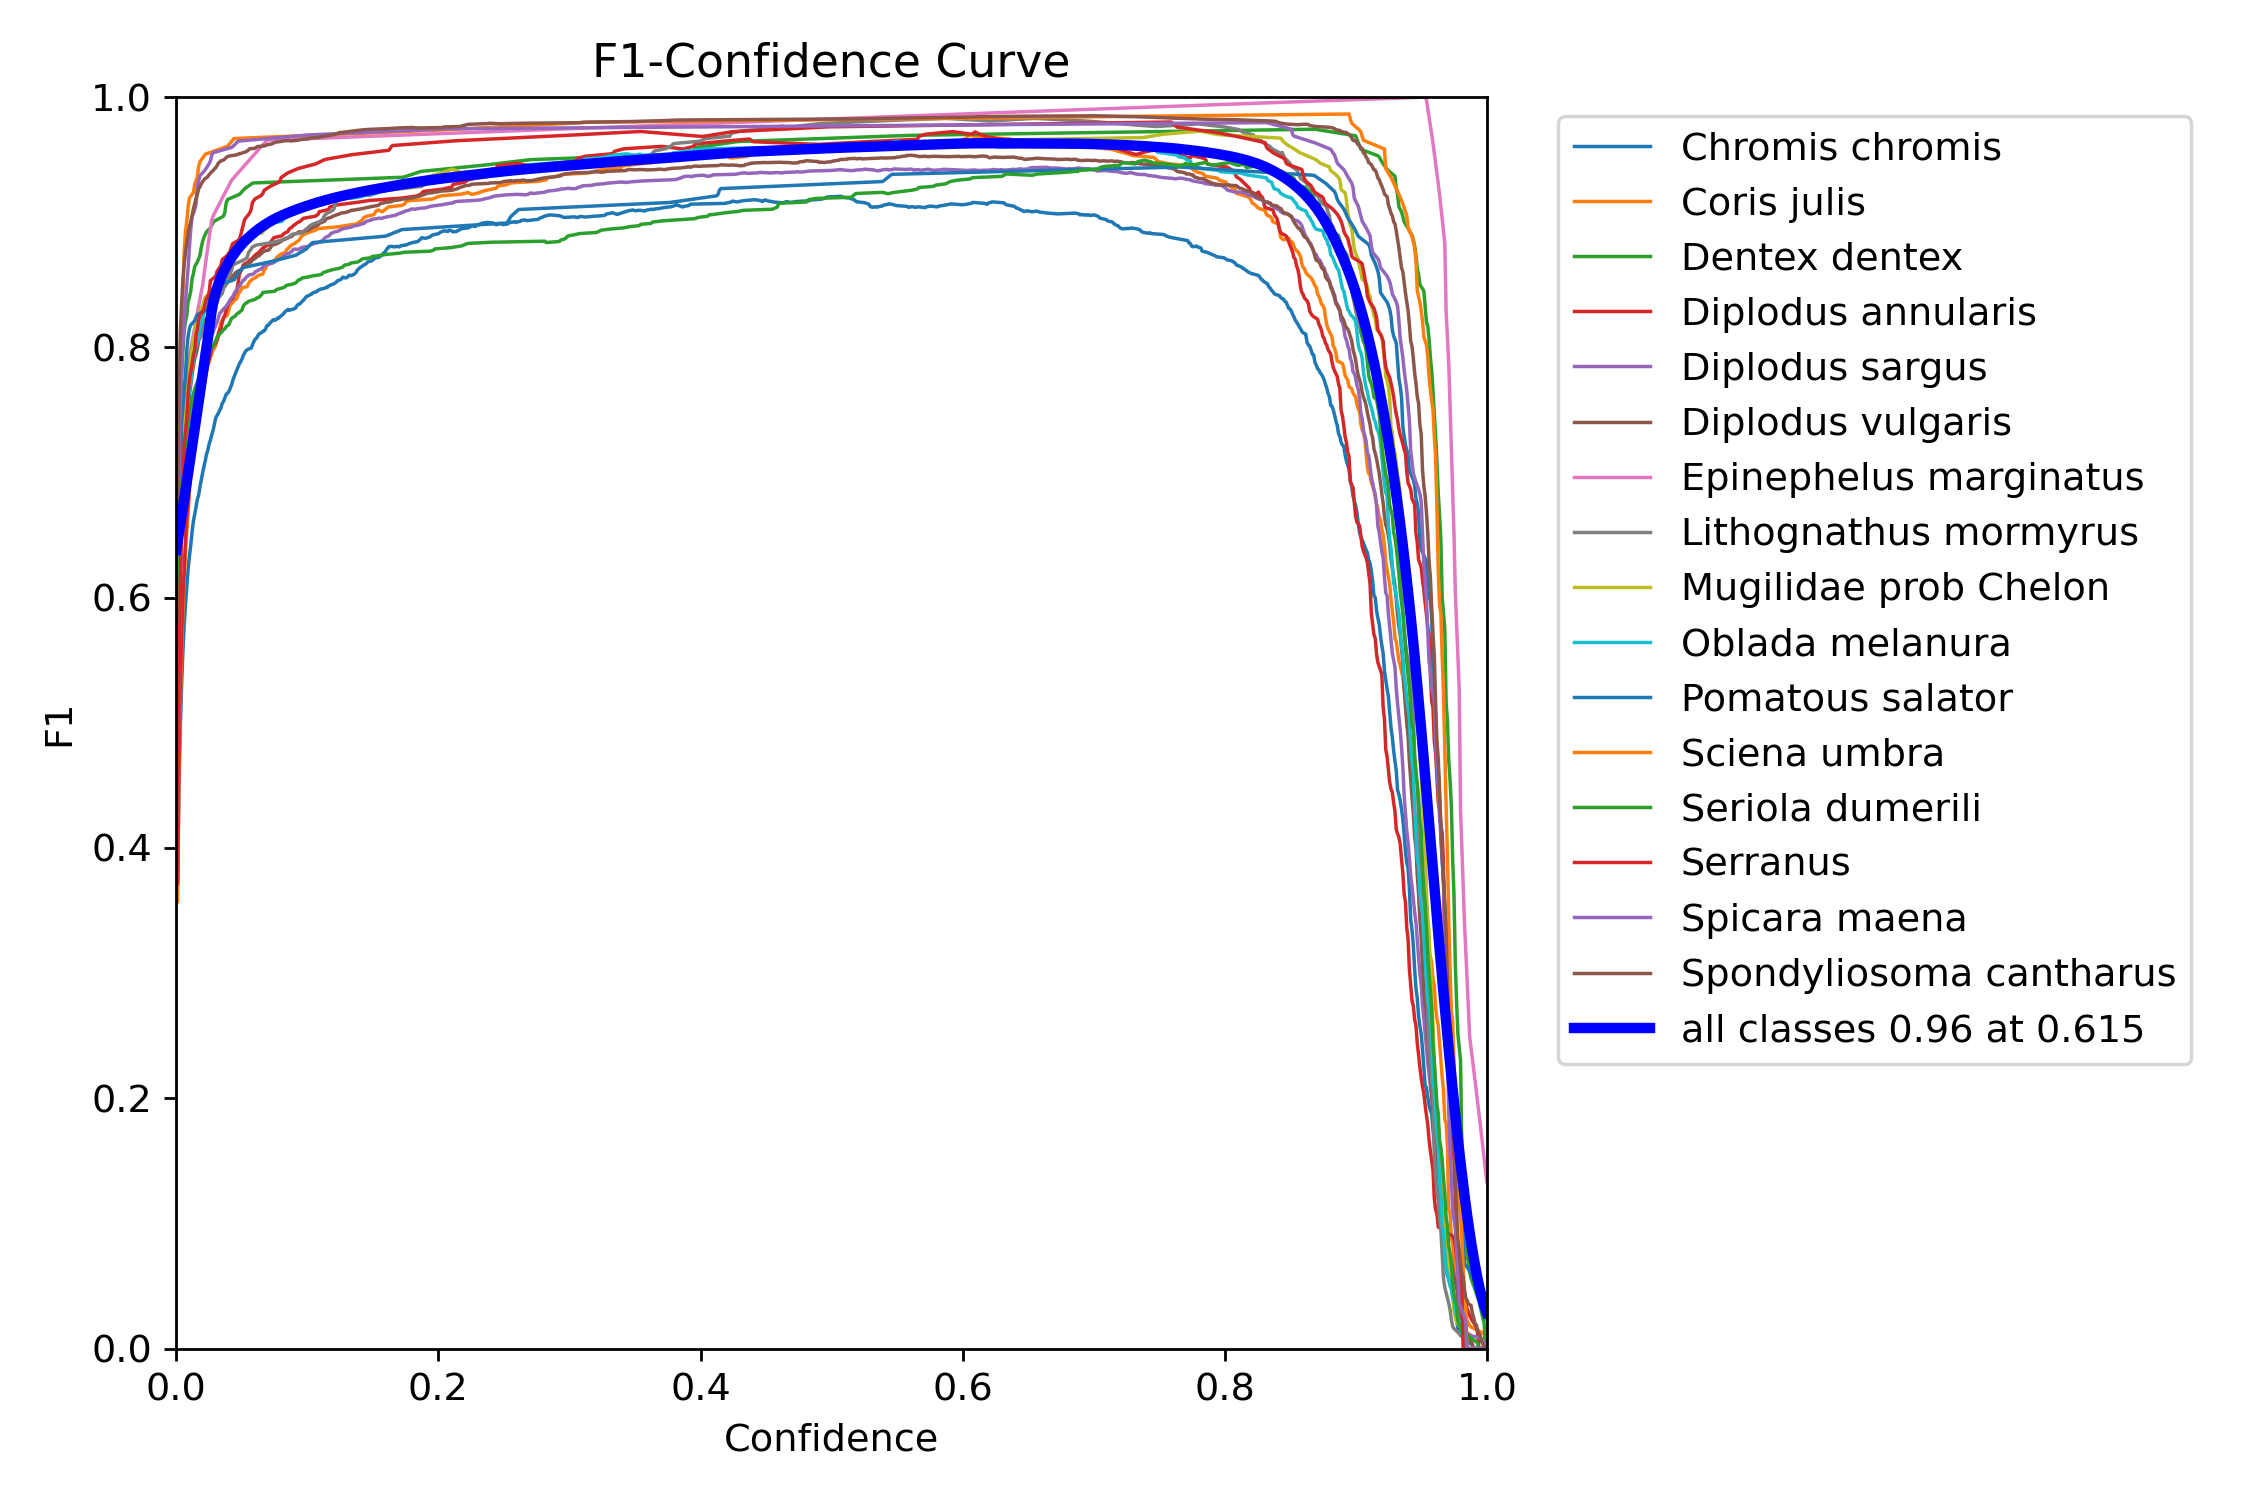 F1-Confidence Curve
1.0
0.8
0.6
0.4
0.2
0.0
F1
0.0 0.2 0.4 0.6 0.8 1.0
Confidence
Chromis chromis
Coris julis
Dentex dentex
Diplodus annularis
Diplodus sargus
Diplodus vulgaris
Epinephelus marginatus
Lithognathus mormyrus
Mugilidae prob Chelon
Oblada melanura
Pomatous salator
Sciena umbra
Seriola dumerili
Serranus
Spicara maena
Spondyliosoma cantharus
all classes 0.96 at 0.615